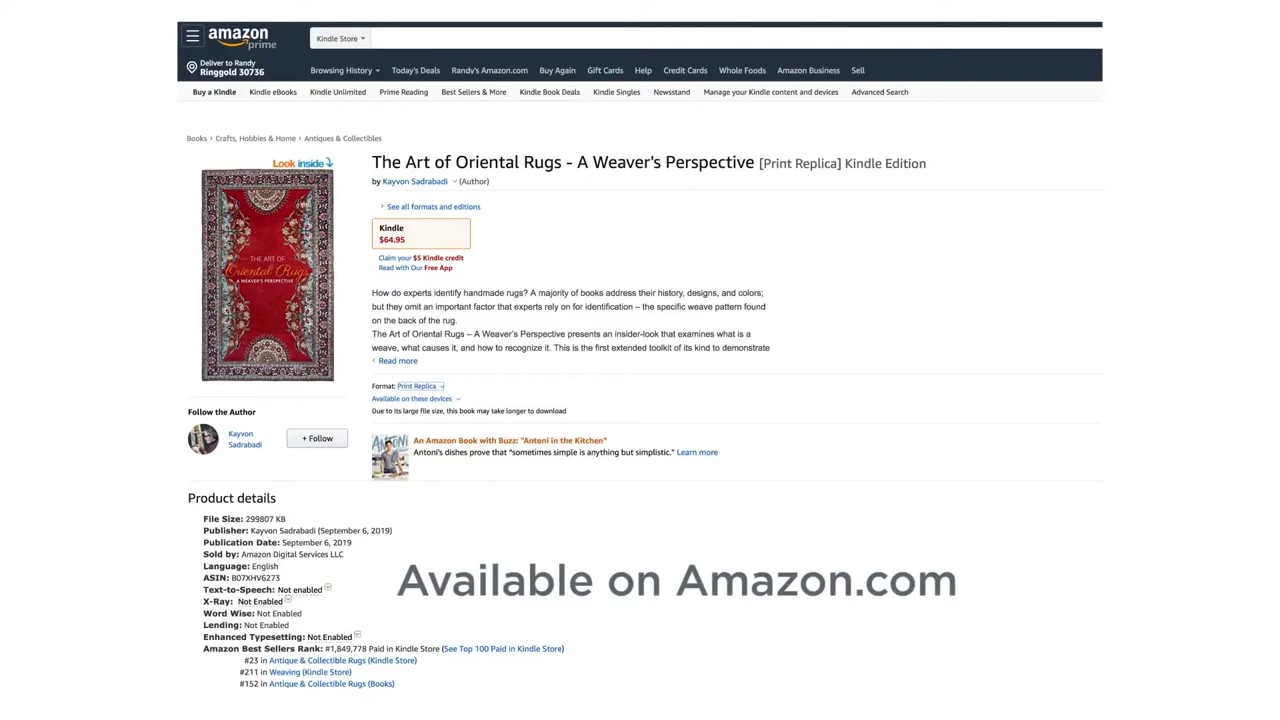 amazon
prime
Kindle Store
Deliver to Randy
Ringgold 30736
Browsing History Today's Deals Randy's Amazon.com Buy Again Gift Cards Help Credit Cards Whole Foods Amazon Business Sell
Buy a Kindle Kindle eBooks Kindle Unlimited Prime Reading Best Sellers & More Kindle Book Deals Kindle Singles Newsstand Manage your Kindle content and devices Advanced Search
Books › Crafts, Hobbies & Home › Antiques & Collectibles
Look inside
THE ART OF
Oriental Rugs
A WEAVER'S PERSPECTIVE
The Art of Oriental Rugs - A Weaver's Perspective [Print Replica] Kindle Edition
by Kayvon Sadrabadi (Author)
› See all formats and editions
Kindle
$64.95
Claim your $5 Kindle credit
Read with Our Free App
How do experts identify handmade rugs? A majority of books address their history, designs, and colors;
but they omit an important factor that experts rely on for identification – the specific weave pattern found
on the back of the rug.
The Art of Oriental Rugs – A Weaver's Perspective presents an insider-look that examines what is a
weave, what causes it, and how to recognize it. This is the first extended toolkit of its kind to demonstrate
‹ Read more
Format: Print Replica
Available on these devices
Due to its large file size, this book may take longer to download
Follow the Author
Kayvon
Sadrabadi
+ Follow
ANTONI
An Amazon Book with Buzz: "Antoni in the Kitchen"
Antoni's dishes prove that "sometimes simple is anything but simplistic." Learn more
Product details
File Size: 299807 KB
Publisher: Kayvon Sadrabadi (September 6, 2019)
Publication Date: September 6, 2019
Sold by: Amazon Digital Services LLC
Language: English
ASIN: B07XHV6273
Text-to-Speech: Not enabled
X-Ray: Not Enabled
Word Wise: Not Enabled
Lending: Not Enabled
Enhanced Typesetting: Not Enabled
Amazon Best Sellers Rank: #1,849,778 Paid in Kindle Store (See Top 100 Paid in Kindle Store)
#23 in Antique & Collectible Rugs (Kindle Store)
#211 in Weaving (Kindle Store)
#152 in Antique & Collectible Rugs (Books)
Available on Amazon.com